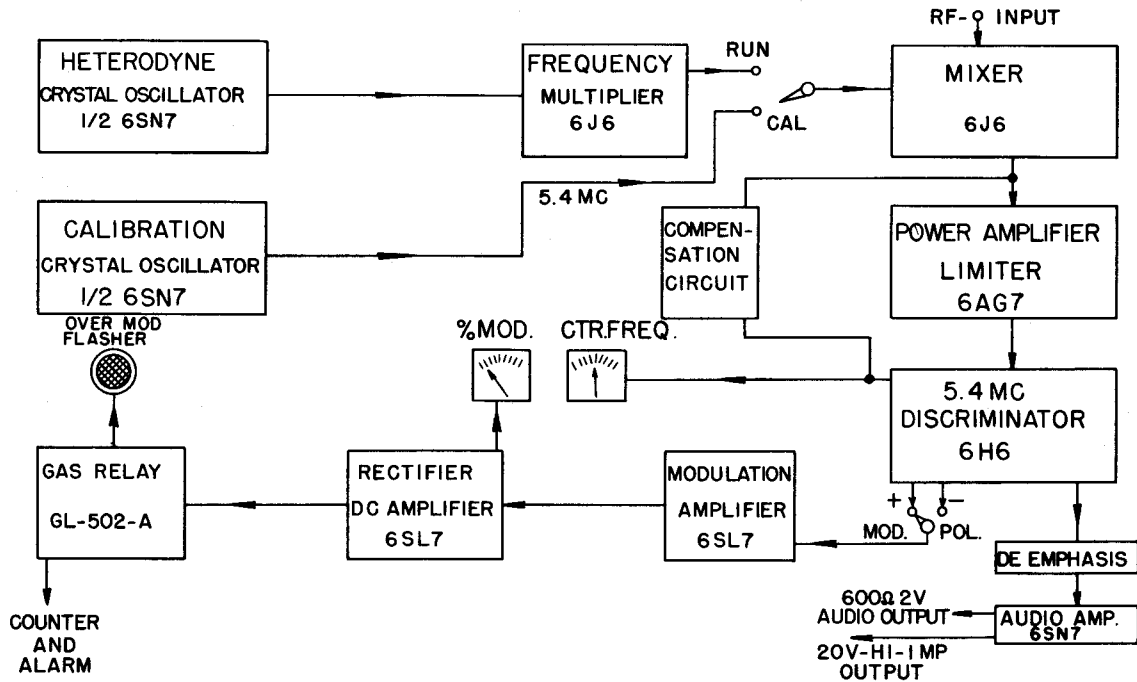 HETERODYNE
CRYSTAL OSCILLATOR
1/2 6SN7
FREQUENCY
MULTIPLIER
6J6
RUN
CAL
RF- INPUT
MIXER
6J6
5.4 MC
CALIBRATION
CRYSTAL OSCILLATOR
1/2 6SN7
COMPEN-
SATION
CIRCUIT
POWER AMPLIFIER
LIMITER
6AG7
OVER MOD
FLASHER
%MOD.
CTR.FREQ.
5.4 MC
DISCRIMINATOR
6H6
GAS RELAY
GL-502-A
RECTIFIER
DC AMPLIFIER
6SL7
MODULATION
AMPLIFIER
6SL7
+ −
MOD. POL.
DE EMPHASIS
COUNTER
AND
ALARM
600Ω 2V
AUDIO OUTPUT
AUDIO AMP.
6SN7
20V-HI-IMP
OUTPUT